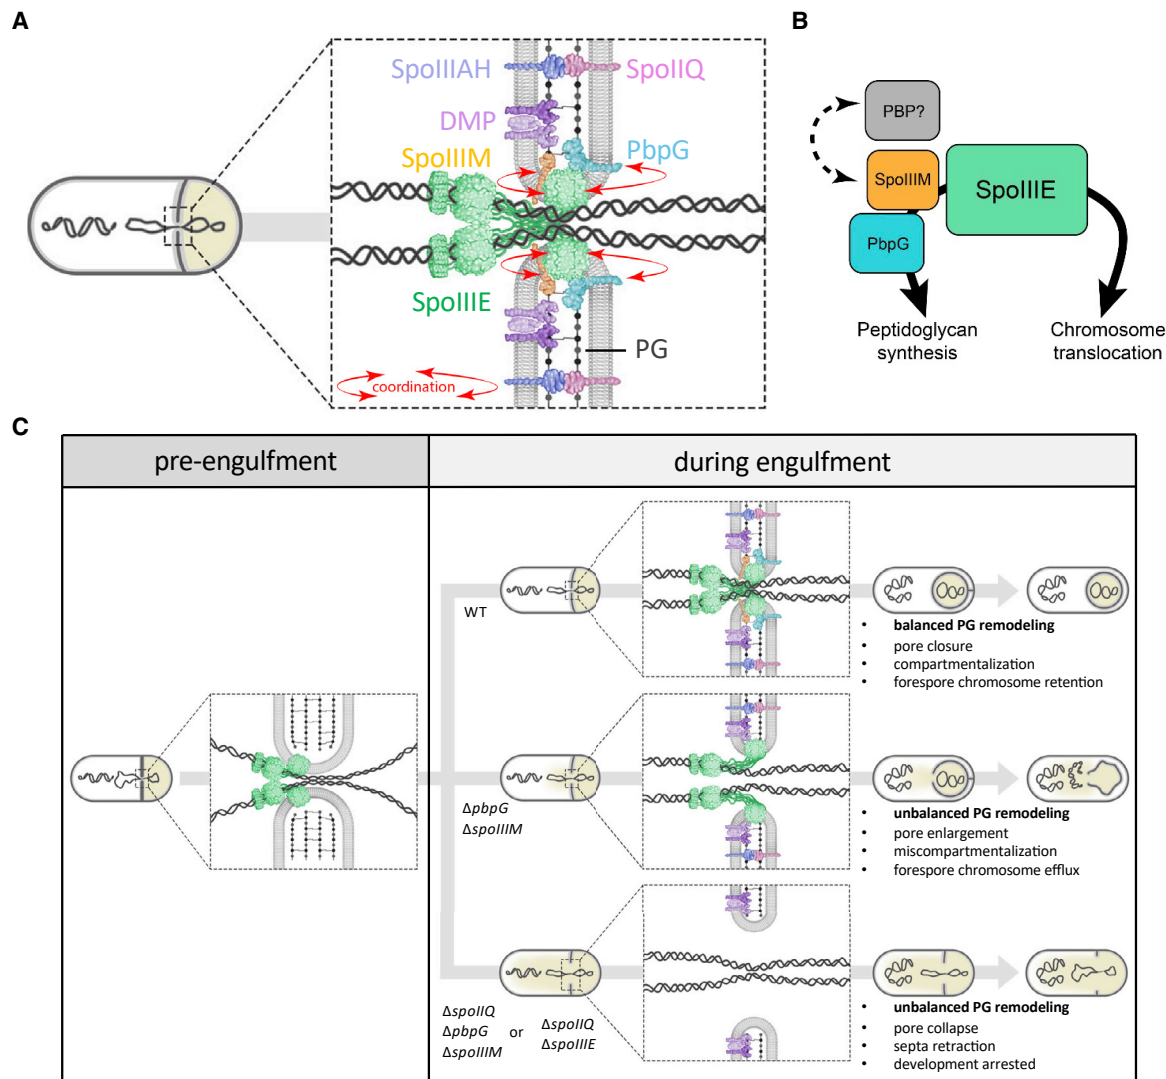 A
SpoIIIAH
SpoIIQ
DMP
SpoIIIM
PbpG
SpoIIIE
PG
coordination
B
PBP?
SpoIIIM
SpoIIIE
PbpG
Peptidoglycan
synthesis
Chromosome
translocation
C
pre-engulfment
during engulfment
WT
• balanced PG remodeling
• pore closure
• compartmentalization
• forespore chromosome retention
ΔpbpG
ΔspoIIIM
• unbalanced PG remodeling
• pore enlargement
• miscompartmentalization
• forespore chromosome efflux
ΔspoIIQ
ΔpbpG
ΔspoIIIM
or
ΔspoIIQ
ΔspoIIIE
• unbalanced PG remodeling
• pore collapse
• septa retraction
• development arrested